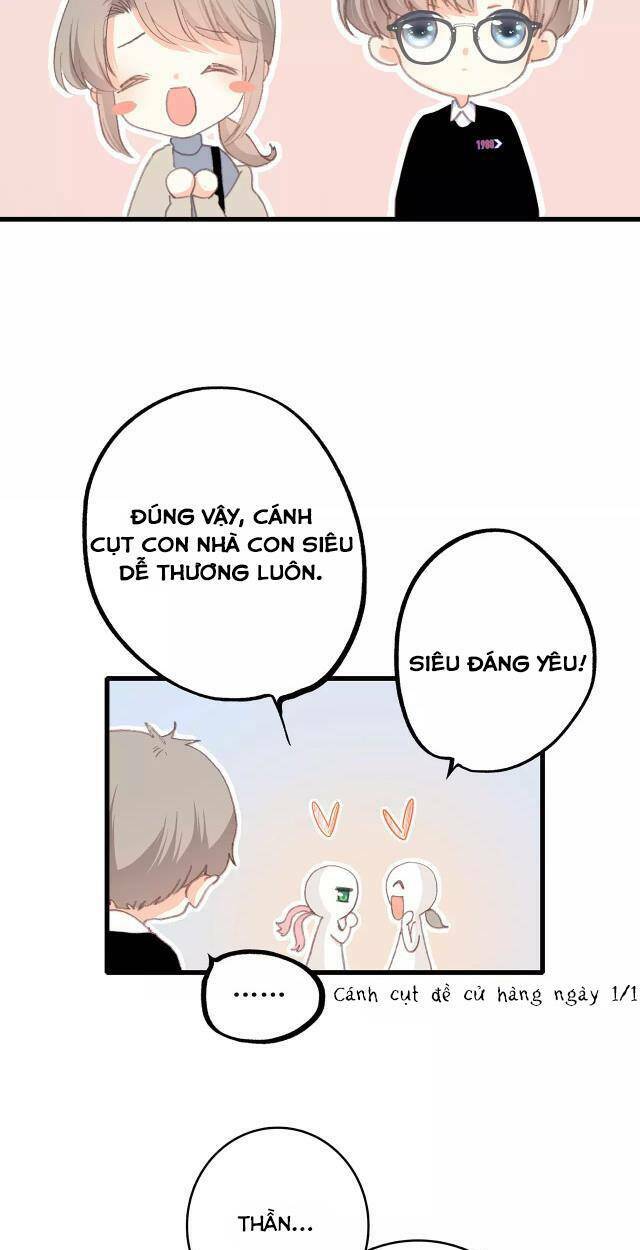 1980
ĐÚNG VẬY, CÁNH
CỤT CON NHÀ CON SIÊU
DỄ THƯƠNG LUÔN.
SIÊU ĐÁNG YÊU!
......
Cánh cụt đề cử hàng ngày 1/1
THẦN...